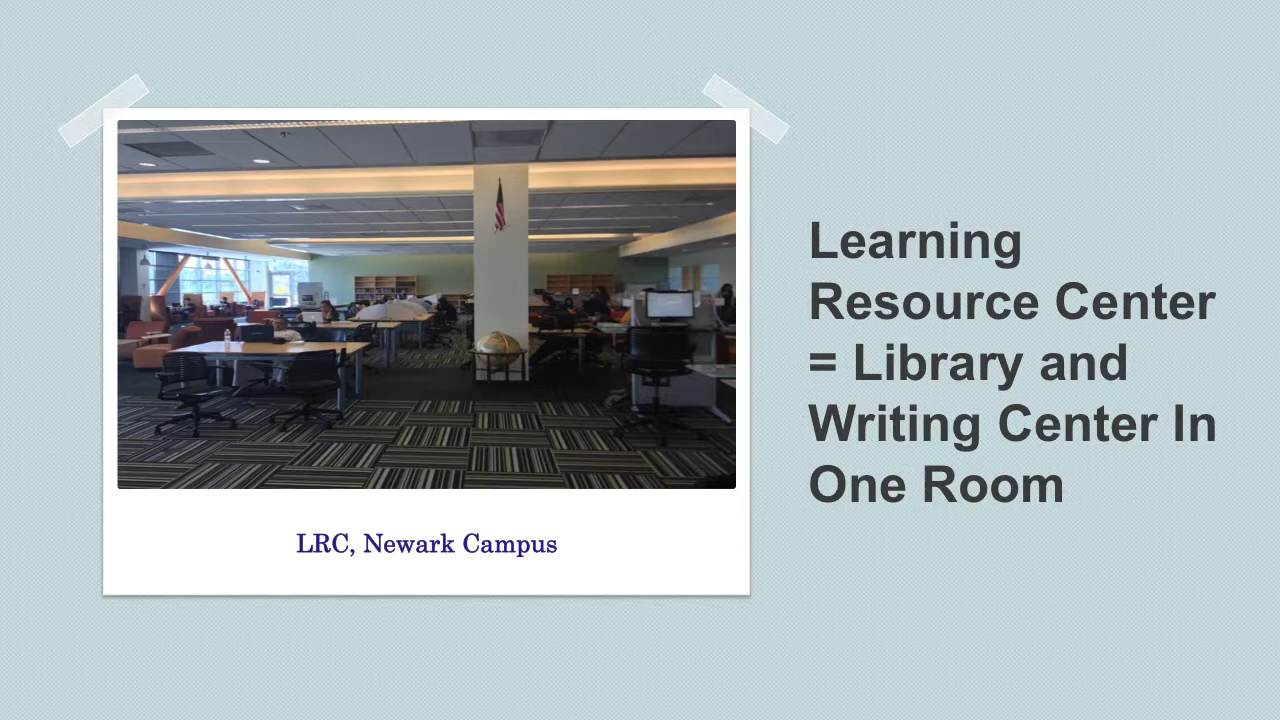 LRC, Newark Campus
Learning
Resource Center
= Library and
Writing Center In
One Room